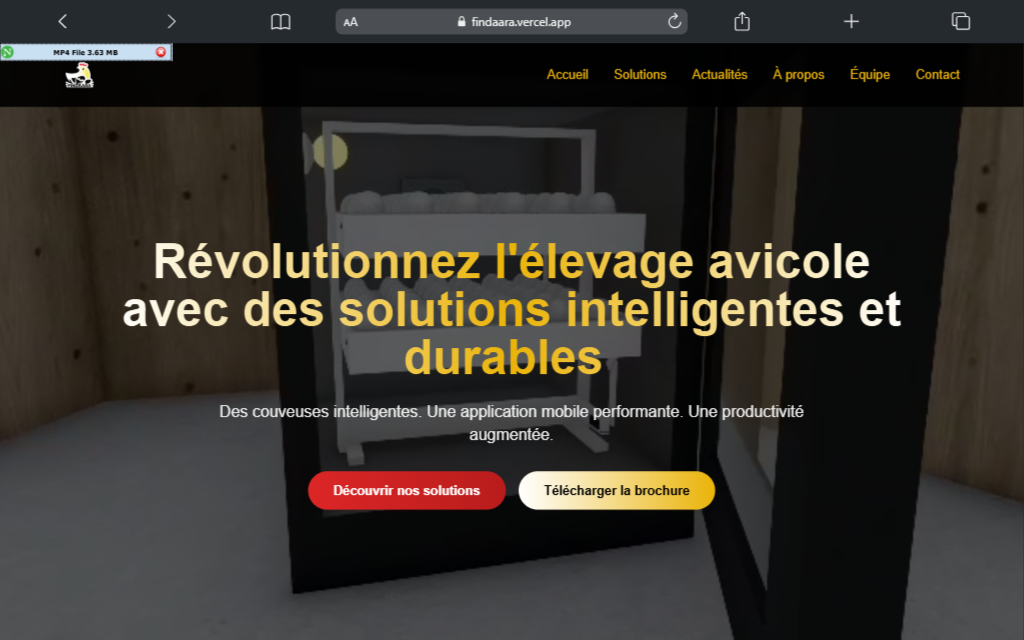 AA
findaara.vercel.app
MP4 File 3.63 MB
Accueil
Solutions
Actualités
À propos
Équipe
Contact
Révolutionnez l'élevage avicole
avec des solutions intelligentes et
durables
Des couveuses intelligentes. Une application mobile performante. Une productivité
augmentée.
Découvrir nos solutions
Télécharger la brochure